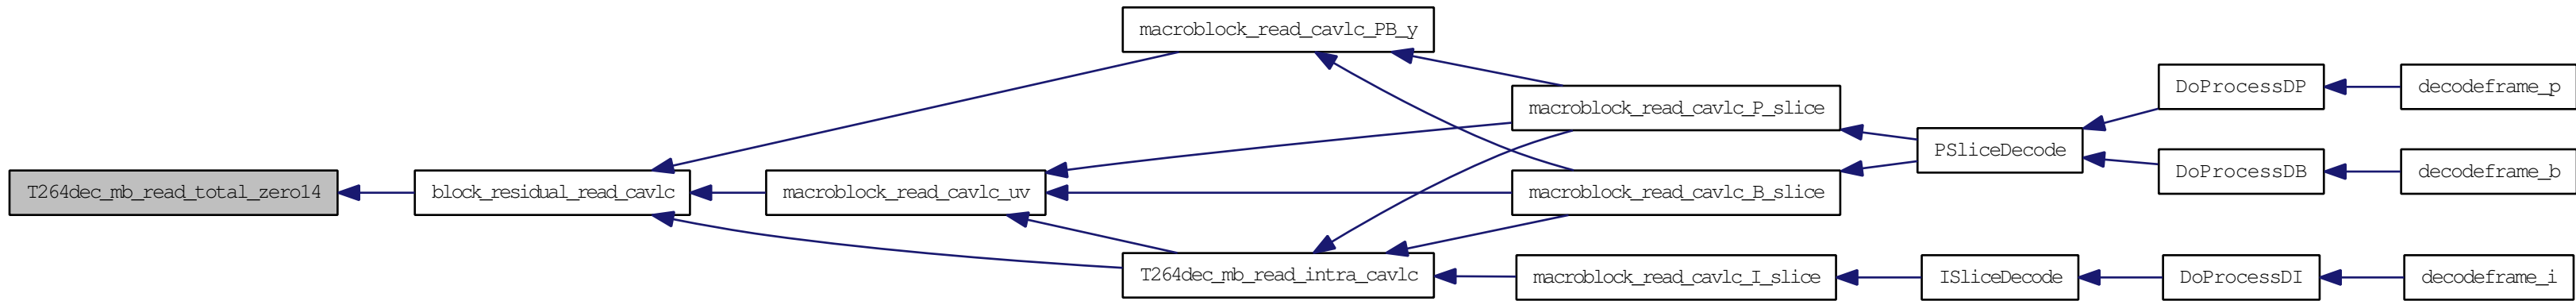 T264dec_mb_read_total_zero14
block_residual_read_cavlc
macroblock_read_cavlc_uv
macroblock_read_cavlc_PB_y
T264dec_mb_read_intra_cavlc
macroblock_read_cavlc_P_slice
macroblock_read_cavlc_B_slice
macroblock_read_cavlc_I_slice
PSliceDecode
ISliceDecode
DoProcessDP
DoProcessDB
DoProcessDI
decodeframe_p
decodeframe_b
decodeframe_i